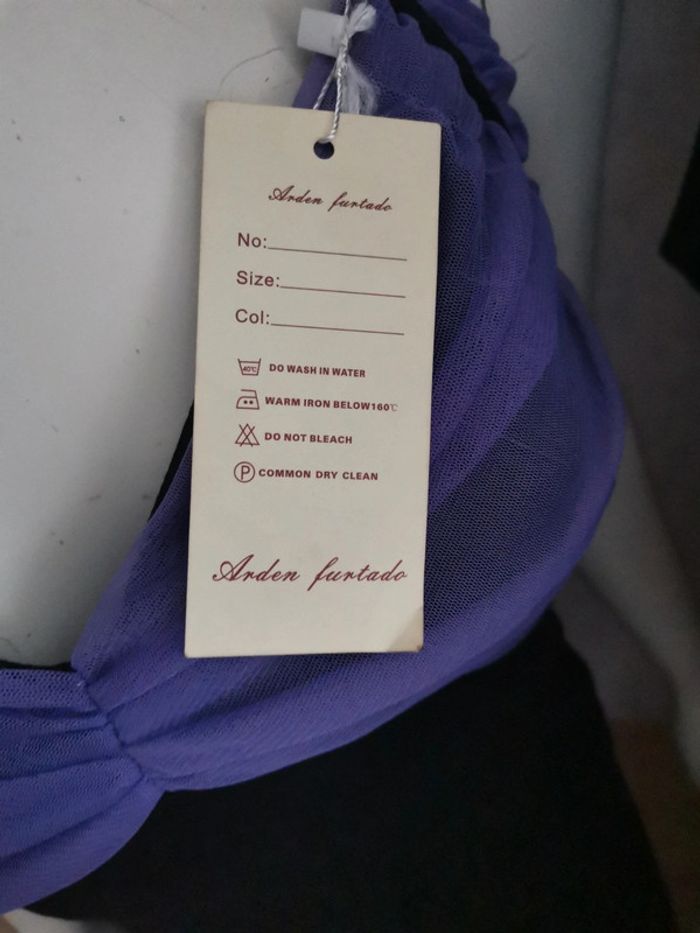 Arden furtado
No:
Size:
Col:
40℃ DO WASH IN WATER
WARM IRON BELOW160℃
DO NOT BLEACH
P COMMON DRY CLEAN
Arden furtado